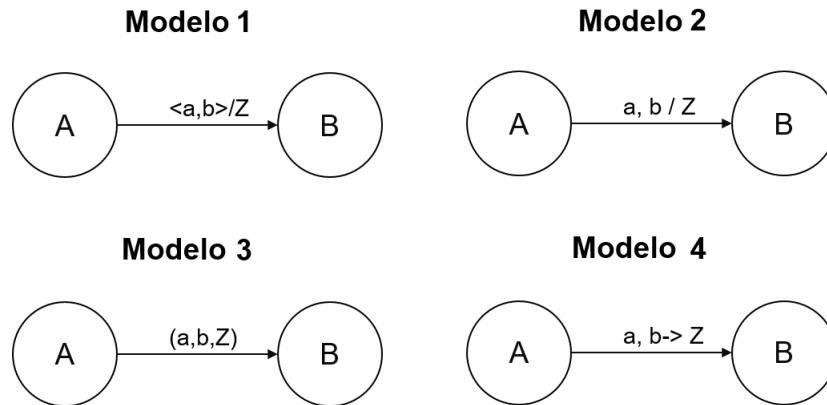 Modelo 1
A
<a,b>/Z
B
Modelo 2
A
a, b / Z
B
Modelo 3
A
(a,b,Z)
B
Modelo 4
A
a, b-> Z
B